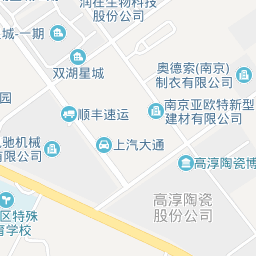 润在生物科技
股份公司
星城-一期
双湖星城
奥德索(南京)
制衣有限公司
园
顺丰速运
南京亚欧特新型
建材有限公司
驰机械
有限公司
上汽大通
高淳陶瓷博
高淳陶瓷
股份公司
区特殊
育学校